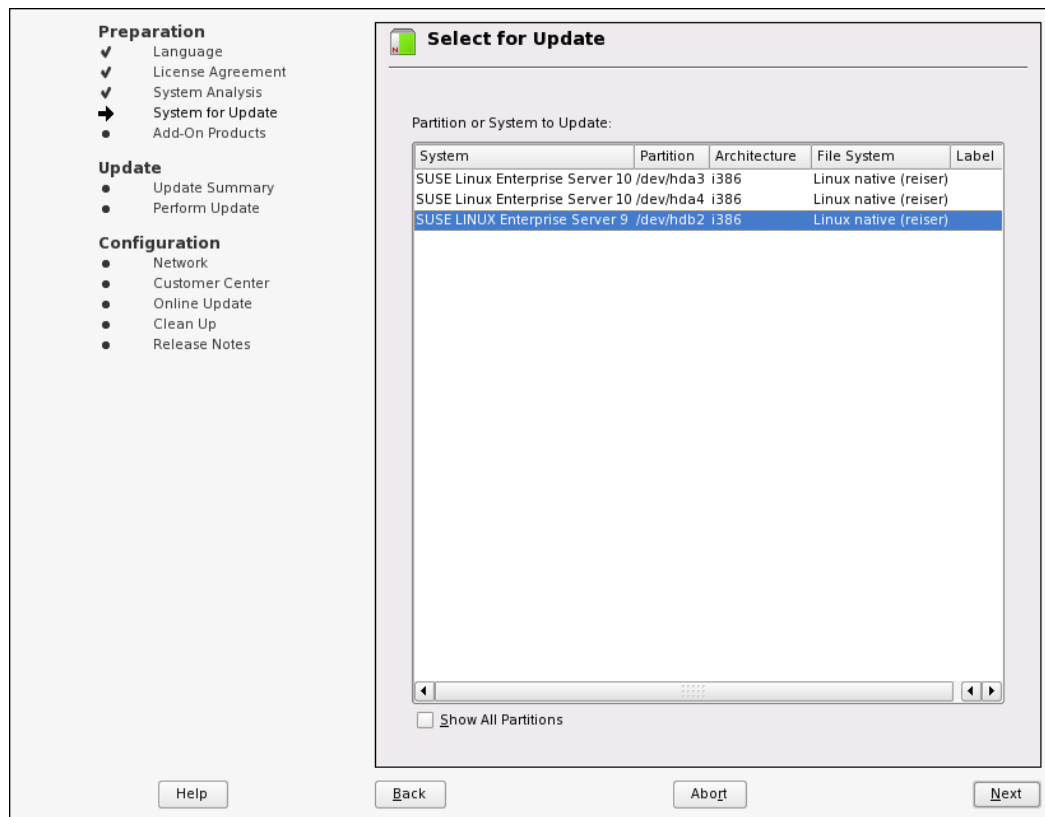 Preparation
Language
License Agreement
System Analysis
System for Update
Add-On Products
Update
Update Summary
Perform Update
Configuration
Network
Customer Center
Online Update
Clean Up
Release Notes
Select for Update
Partition or System to Update:
System Partition Architecture File System Label
SUSE Linux Enterprise Server 10 /dev/hda3 i386 Linux native (reiser)
SUSE Linux Enterprise Server 10 /dev/hda4 i386 Linux native (reiser)
SUSE LINUX Enterprise Server 9 /dev/hdb2 i386 Linux native (reiser)
Show All Partitions
Help Back Abort Next